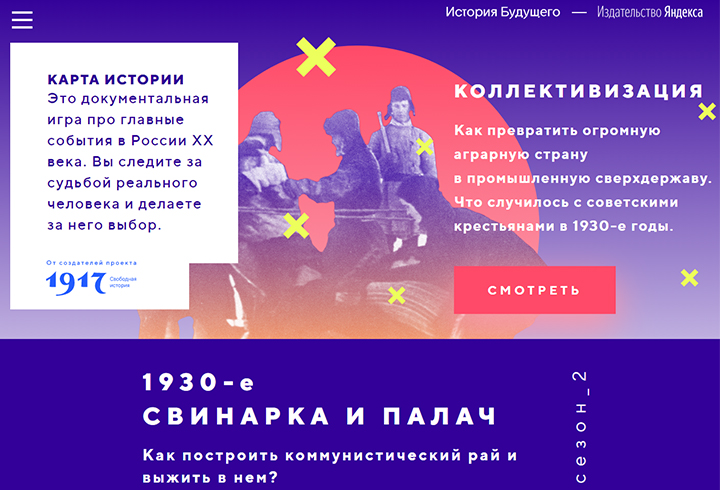 История Будущего — Издательство Яндекса
КАРТА ИСТОРИИ
Это документальная
игра про главные
события в России XX
века. Вы следите за
судьбой реального
человека и делаете
за него выбор.
От создателей проекта
1917 Свободная
история
КОЛЛЕКТИВИЗАЦИЯ
Как превратить огромную
аграрную страну
в промышленную сверхдержаву.
Что случилось с советскими
крестьянами в 1930-е годы.
СМОТРЕТЬ
1930-е
СВИНАРКА И ПАЛАЧ
Как построить коммунистический рай и
выжить в нем?
сезон_2